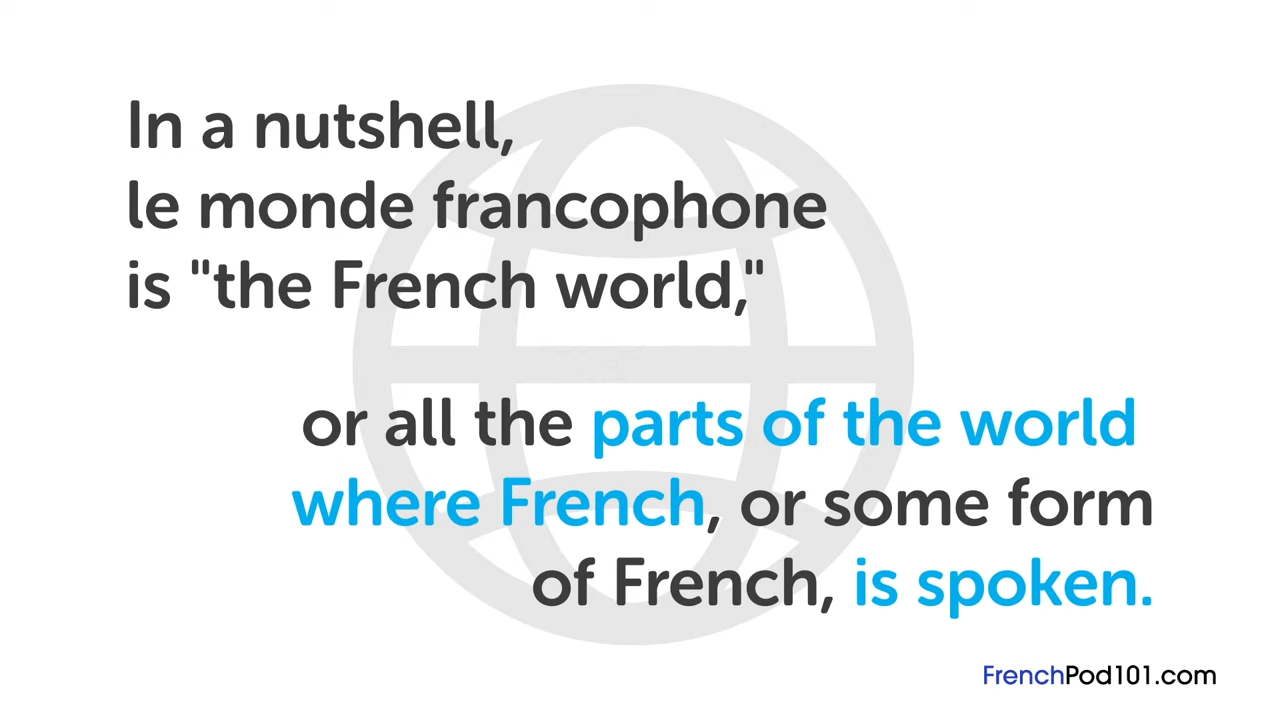 In a nutshell,
le monde francophone
is "the French world,"
or all the parts of the world
where French, or some form
of French, is spoken.
FrenchPod101.com